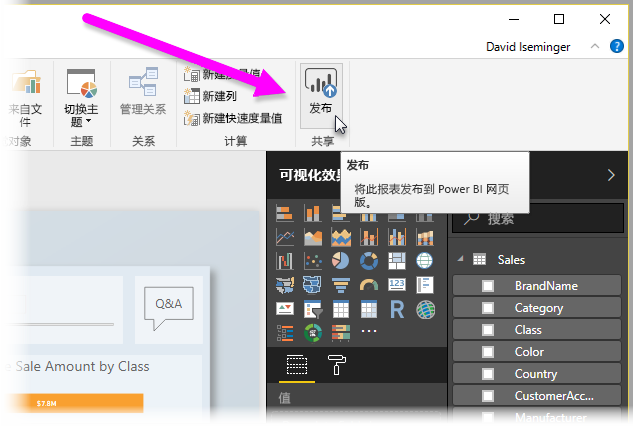 David Iseminger
来自文
件
切换主
题
管理关系
新建度量值
新建列
新建快速度量值
发布
对象
主题
关系
计算
共享
发布
将此报表发布到 Power BI 网页
版。
可视化效果
搜索
123
R
Sales
BrandName
Category
Class
Color
Country
CustomerAcc...
Manufacturer
Q&A
Sale Amount by Class
$7.8M
值